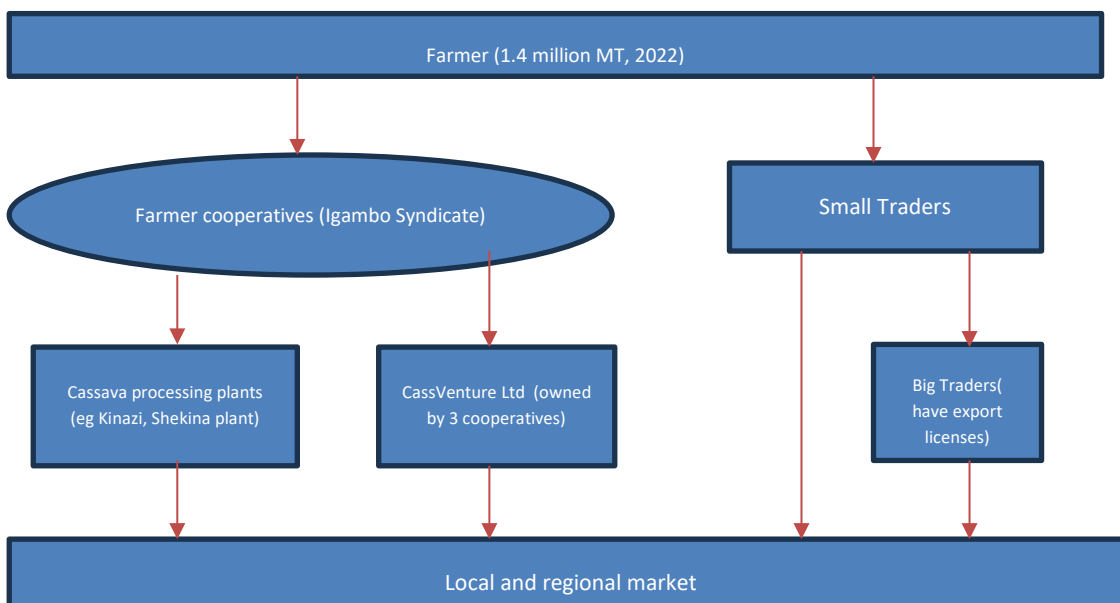 Farmer (1.4 million MT, 2022)
Farmer cooperatives (Igambo Syndicate)
Small Traders
Cassava processing plants
(eg Kinazi, Shekina plant)
CassVenture Ltd  (owned
by 3 cooperatives)
Big Traders(
have export
licenses)
Local and regional market